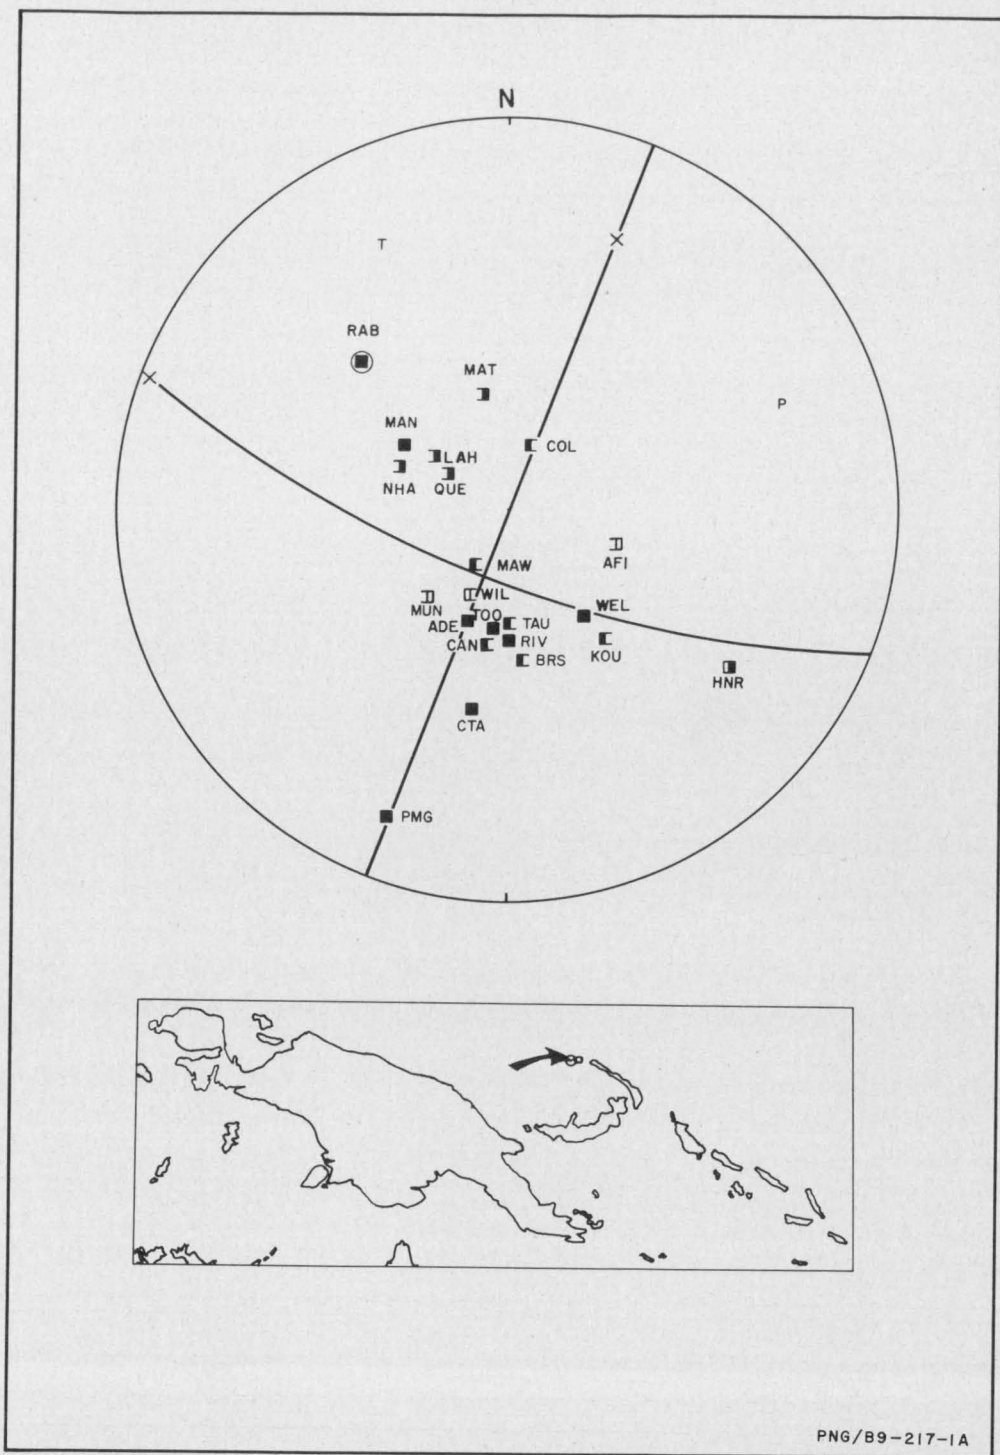 N
T
RAB
MAT
P
MAN
COL
LAH
NHA
QUE
AFI
MAW
WIL
MUN
WEL
TOO
ADE
TAU
CAN
RIV
KOU
BRS
HNR
CTA
PMG
PNG/B9-217-1A